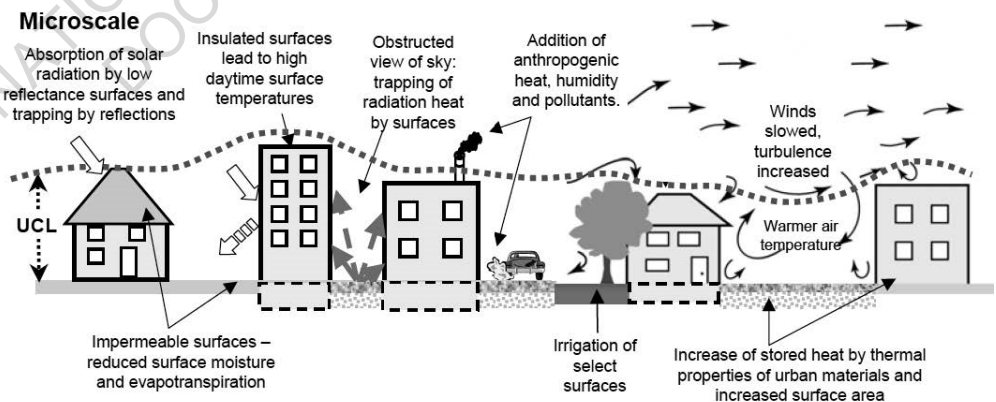 Microscale
Absorption of solar
radiation by low
reflectance surfaces and
trapping by reflections
Insulated surfaces
lead to high
daytime surface
temperatures
Obstructed
view of sky:
trapping of
radiation heat
by surfaces
Addition of
anthropogenic
heat, humidity
and pollutants.
Winds
slowed,
turbulence
increased
UCL
Warmer air
temperature
Impermeable surfaces –
reduced surface moisture
and evapotranspiration
Irrigation of
select
surfaces
Increase of stored heat by thermal
properties of urban materials and
increased surface area